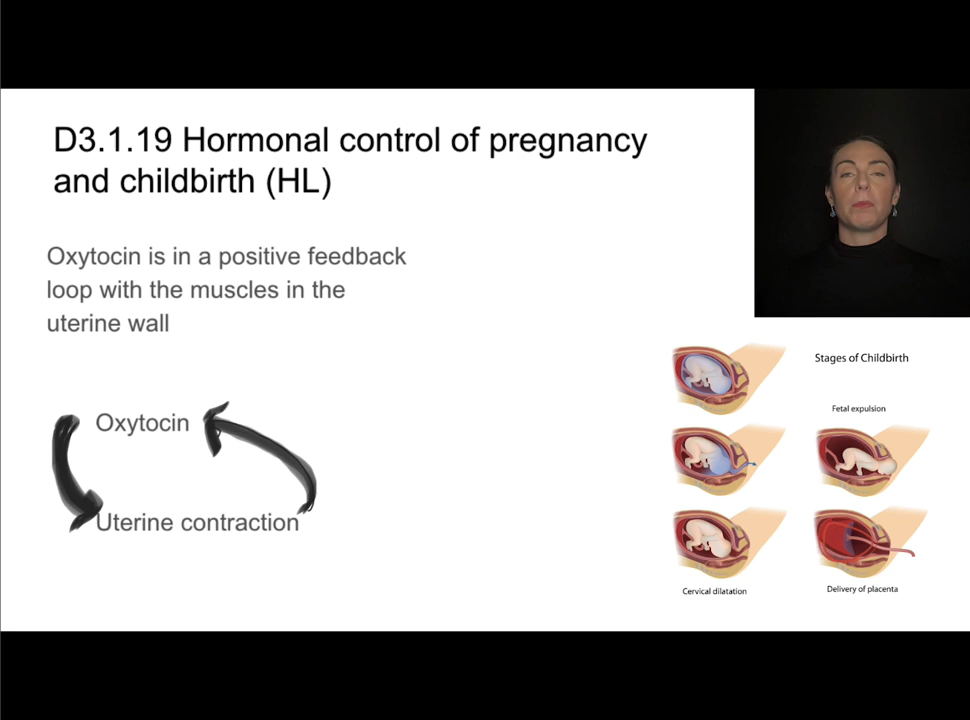 D3.1.19 Hormonal control of pregnancy
and childbirth (HL)
Oxytocin is in a positive feedback
loop with the muscles in the
uterine wall
Oxytocin
Uterine contraction
Stages of Childbirth
Fetal expulsion
Cervical dilatation
Delivery of placenta